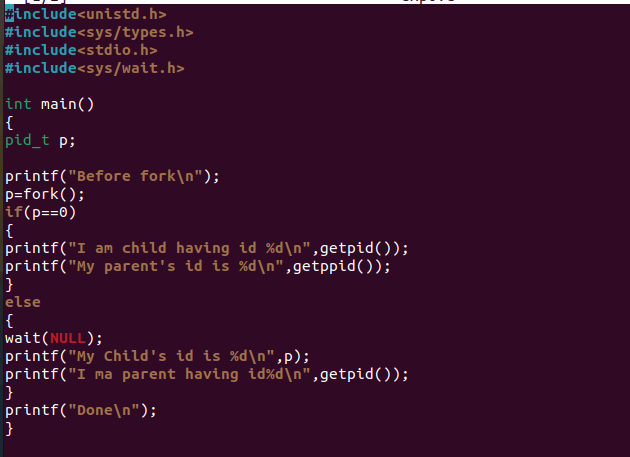 #include<unistd.h>
#include<sys/types.h>
#include<stdio.h>
#include<sys/wait.h>
int main()
{
pid_t p;
printf("Before fork\n");
p=fork();
if(p==0)
{
printf("I am child having id %d\n",getpid());
printf("My parent's id is %d\n",getppid());
}
else
{
wait(NULL);
printf("My Child's id is %d\n",p);
printf("I ma parent having id%d\n",getpid());
}
printf("Done\n");
}